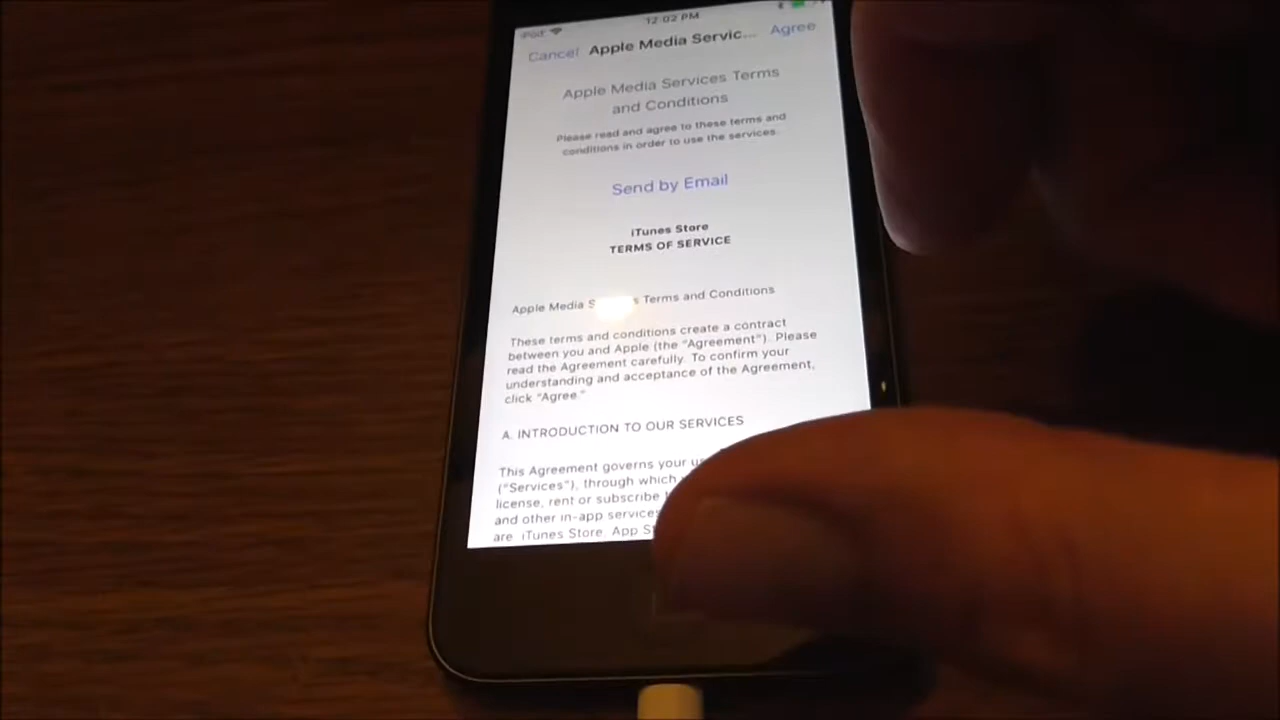 iPod 12:02 PM
Cancel Apple Media Servic... Agree
Apple Media Services Terms
and Conditions
Please read and agree to these terms and
conditions in order to use the services.
Send by Email
iTunes Store
TERMS OF SERVICE
Apple Media S s Terms and Conditions
These terms and conditions create a contract
between you and Apple (the “Agreement”). Please
read the Agreement carefully. To confirm your
understanding and acceptance of the Agreement,
click “Agree.”
A. INTRODUCTION TO OUR SERVICES
This Agreement governs your
(“Services”), through which
license, rent or subscribe
and other in-app services
are iTunes Store, App